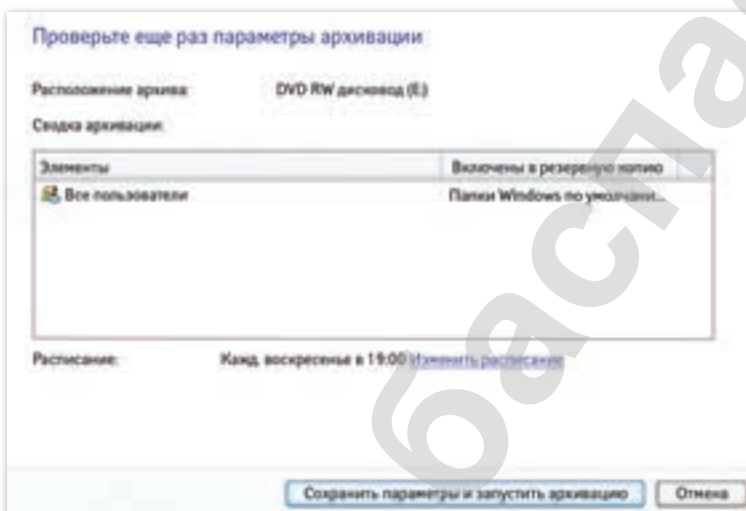 Проверьте еще раз параметры архивации
Расположение архива: DVD RW дисковод (E:)
Сводка архивации:
Элементы Включены в резервную копию
Все пользователи Папки Windows по умолчани...
Расписание: Кажд. воскресенье в 19:00 Изменить расписание
Сохранить параметры и запустить архивацию Отмена
баспа